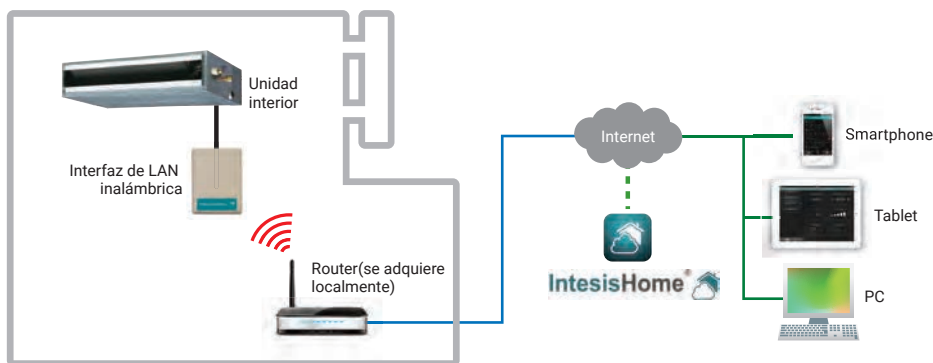 Unidad
interior
Interfaz de LAN
inalámbrica
Router(se adquiere
localmente)
Internet
IntesisHome®
Smartphone
Tablet
PC